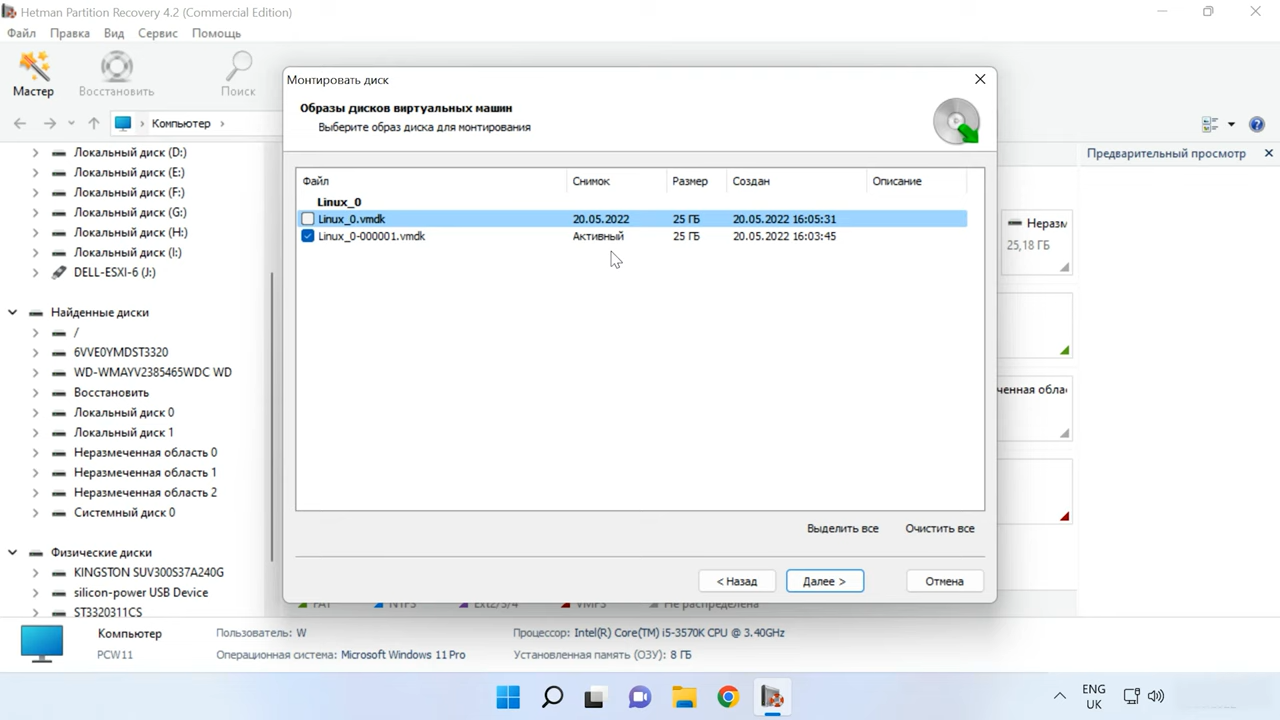 Hetman Partition Recovery 4.2 (Commercial Edition)
Файл Правка Вид Сервис Помощь
Мастер Восстановить Поиск
Компьютер
Предварительный просмотр
Локальный диск (D:)
Локальный диск (E:)
Локальный диск (F:)
Локальный диск (G:)
Локальный диск (H:)
Локальный диск (I:)
DELL-ESXI-6 (J:)
Найденные диски
/
6VVE0YMDST3320
WD-WMAYV2385465WDC WD
Восстановить
Локальный диск 0
Локальный диск 1
Неразмеченная область 0
Неразмеченная область 1
Неразмеченная область 2
Системный диск 0
Физические диски
KINGSTON SUV300S37A240G
silicon-power USB Device
ST3320311CS
Монтировать диск
Образы дисков виртуальных машин
Выберите образ диска для монтирования
Файл Снимок Размер Создан Описание
Linux_0
Linux_0.vmdk 20.05.2022 25 ГБ 20.05.2022 16:05:31
Linux_0-000001.vmdk Активный 25 ГБ 20.05.2022 16:03:45
Выделить все Очистить все
< Назад Далее > Отмена
Неразм
25,18 ГБ
ченная обла
FAT NTFS Ext2/3/4 VMFS Не распределена
Компьютер
PCW11
Пользователь: W
Операционная система: Microsoft Windows 11 Pro
Процессор: Intel(R) Core(TM) i5-3570K CPU @ 3.40GHz
Установленная память (ОЗУ): 8 ГБ
ENG
UK